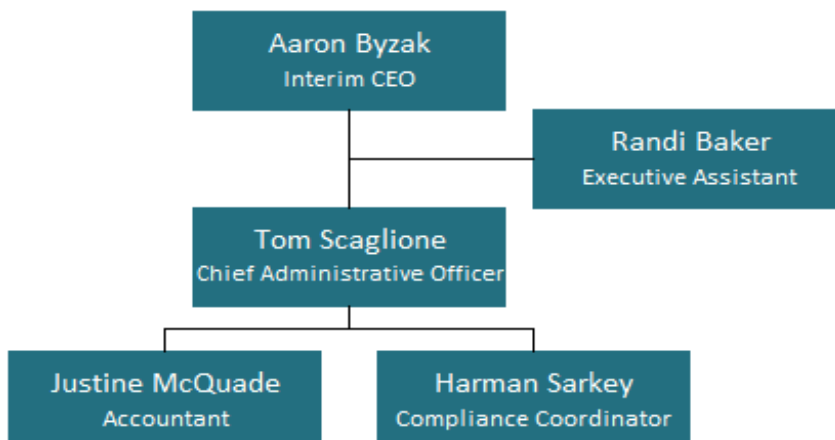 Aaron Byzak
Interim CEO
Randi Baker
Executive Assistant
Tom Scaglione
Chief Administrative Officer
Justine McQuade
Accountant
Harman Sarkey
Compliance Coordinator